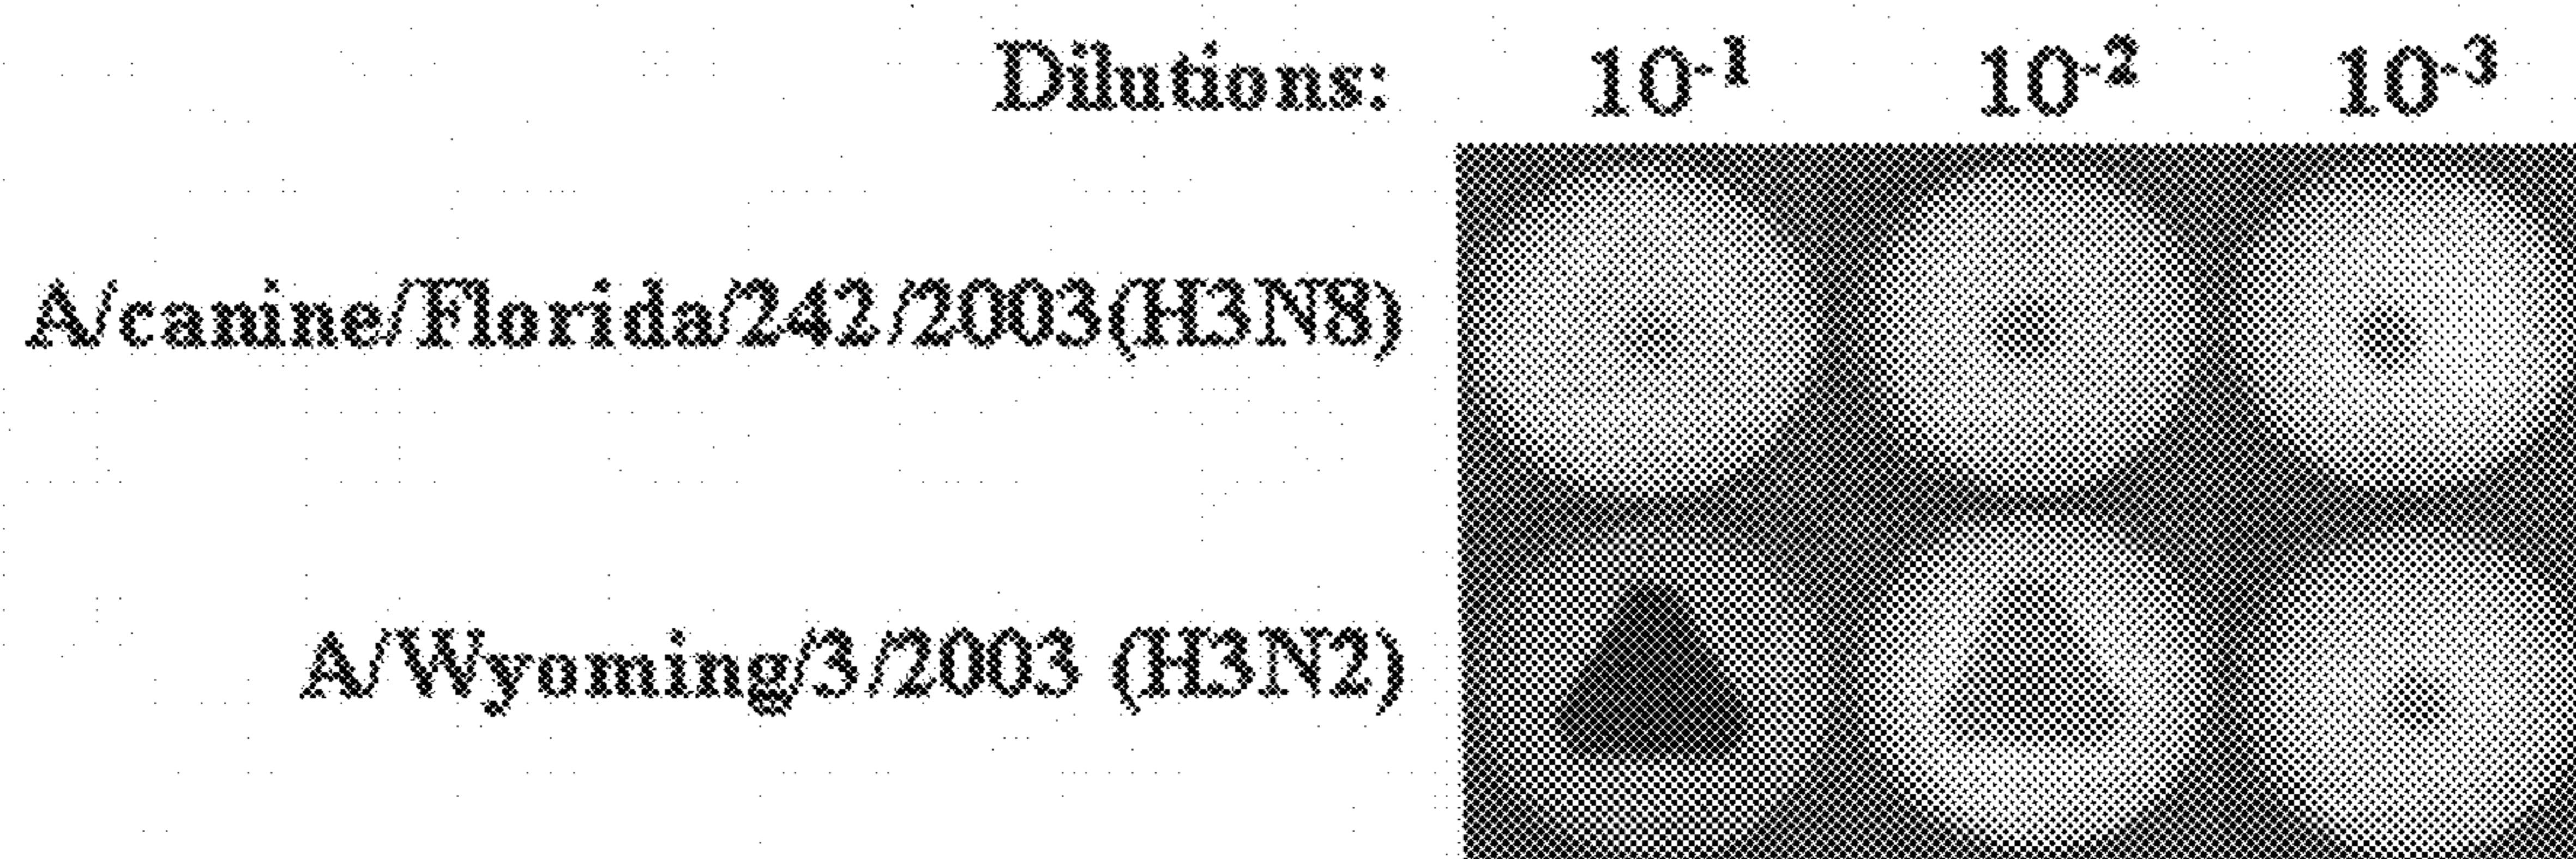 Dilutions: 10⁻¹ 10⁻² 10⁻³
A/canine/Florida/242/2003(H3N8)
A/Wyoming/3/2003 (H3N2)